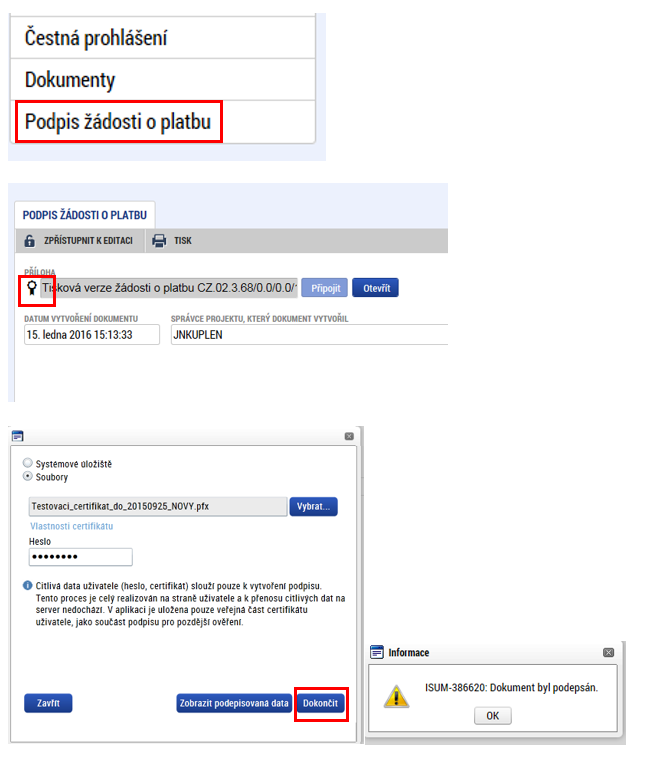 Čestná prohlášení
Dokumenty
Podpis žádosti o platbu
PODPIS ŽÁDOSTI O PLATBU
ZPŘÍSTUPNIT K EDITACI TISK
PŘÍLOHA
Tisková verze žádosti o platbu CZ.02.3.68/0.0/0.0/ Připojit Otevřít
DATUM VYTVOŘENÍ DOKUMENTU SPRÁVCE PROJEKTU, KTERÝ DOKUMENT VYTVOŘIL
15. ledna 2016 15:13:33 JNKUPLEN
Systémové úložiště
Soubory
Testovaci_certifikat_do_20150925_NOVY.pfx Vybrat...
Vlastnosti certifikátu
Heslo
Citlivá data uživatele (heslo, certifikát) slouží pouze k vytvoření podpisu.
Tento proces je celý realizován na straně uživatele a k přenosu citlivých dat na
server nedochází. V aplikaci je uložena pouze veřejná část certifikátu
uživatele, jako součást podpisu pro pozdější ověření.
Zavřít Zobrazit podepisovaná data Dokončit
Informace
ISUM-386620: Dokument byl podepsán.
OK